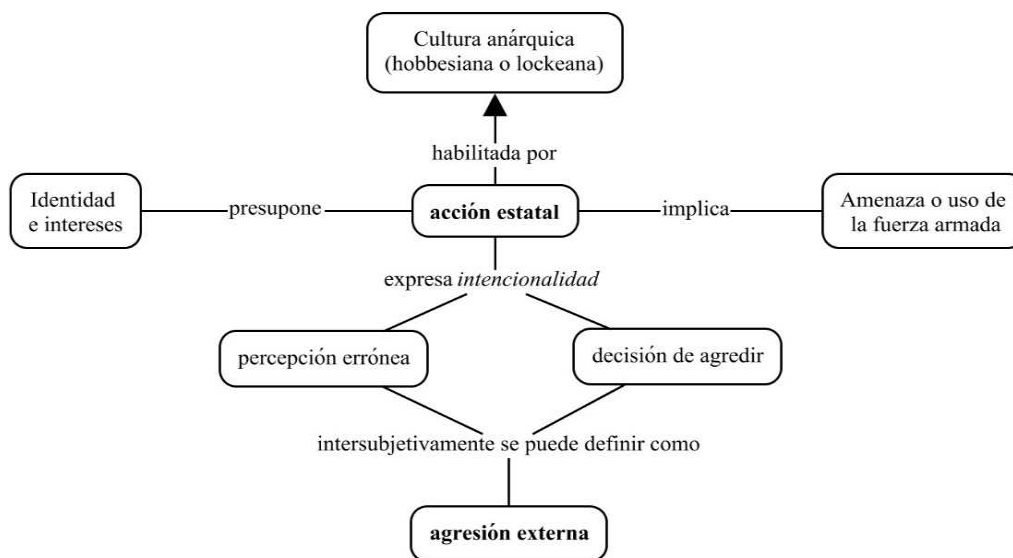 Cultura anárquica
(hobbesiana o lockeana)
habilitada por
Identidad
e intereses
presupone
acción estatal
implica
Amenaza o uso de
la fuerza armada
expresa intencionalidad
percepción errónea
decisión de agredir
intersubjetivamente se puede definir como
agresión externa